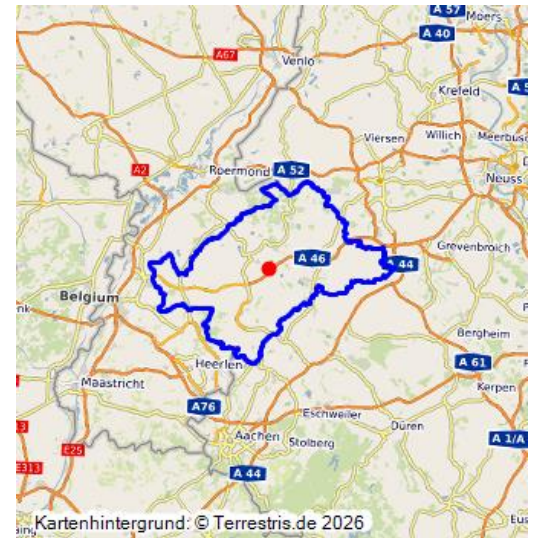 A 57
Moers
A 40
A67
Venlo
Krefeld
A2
Viersen
Willich
Meerbus
Roermond
A 52
Neuss
A 46
A 44
Grevenbroich
Belgium
Bergheim
Heerlen
A 61
Maastricht
Kerpen
A76
Eschweiler
Düren
Aachen
Stolberg
A 1/A
E25
E313
A 44
Kartenhintergrund: © Terrestris.de 2026